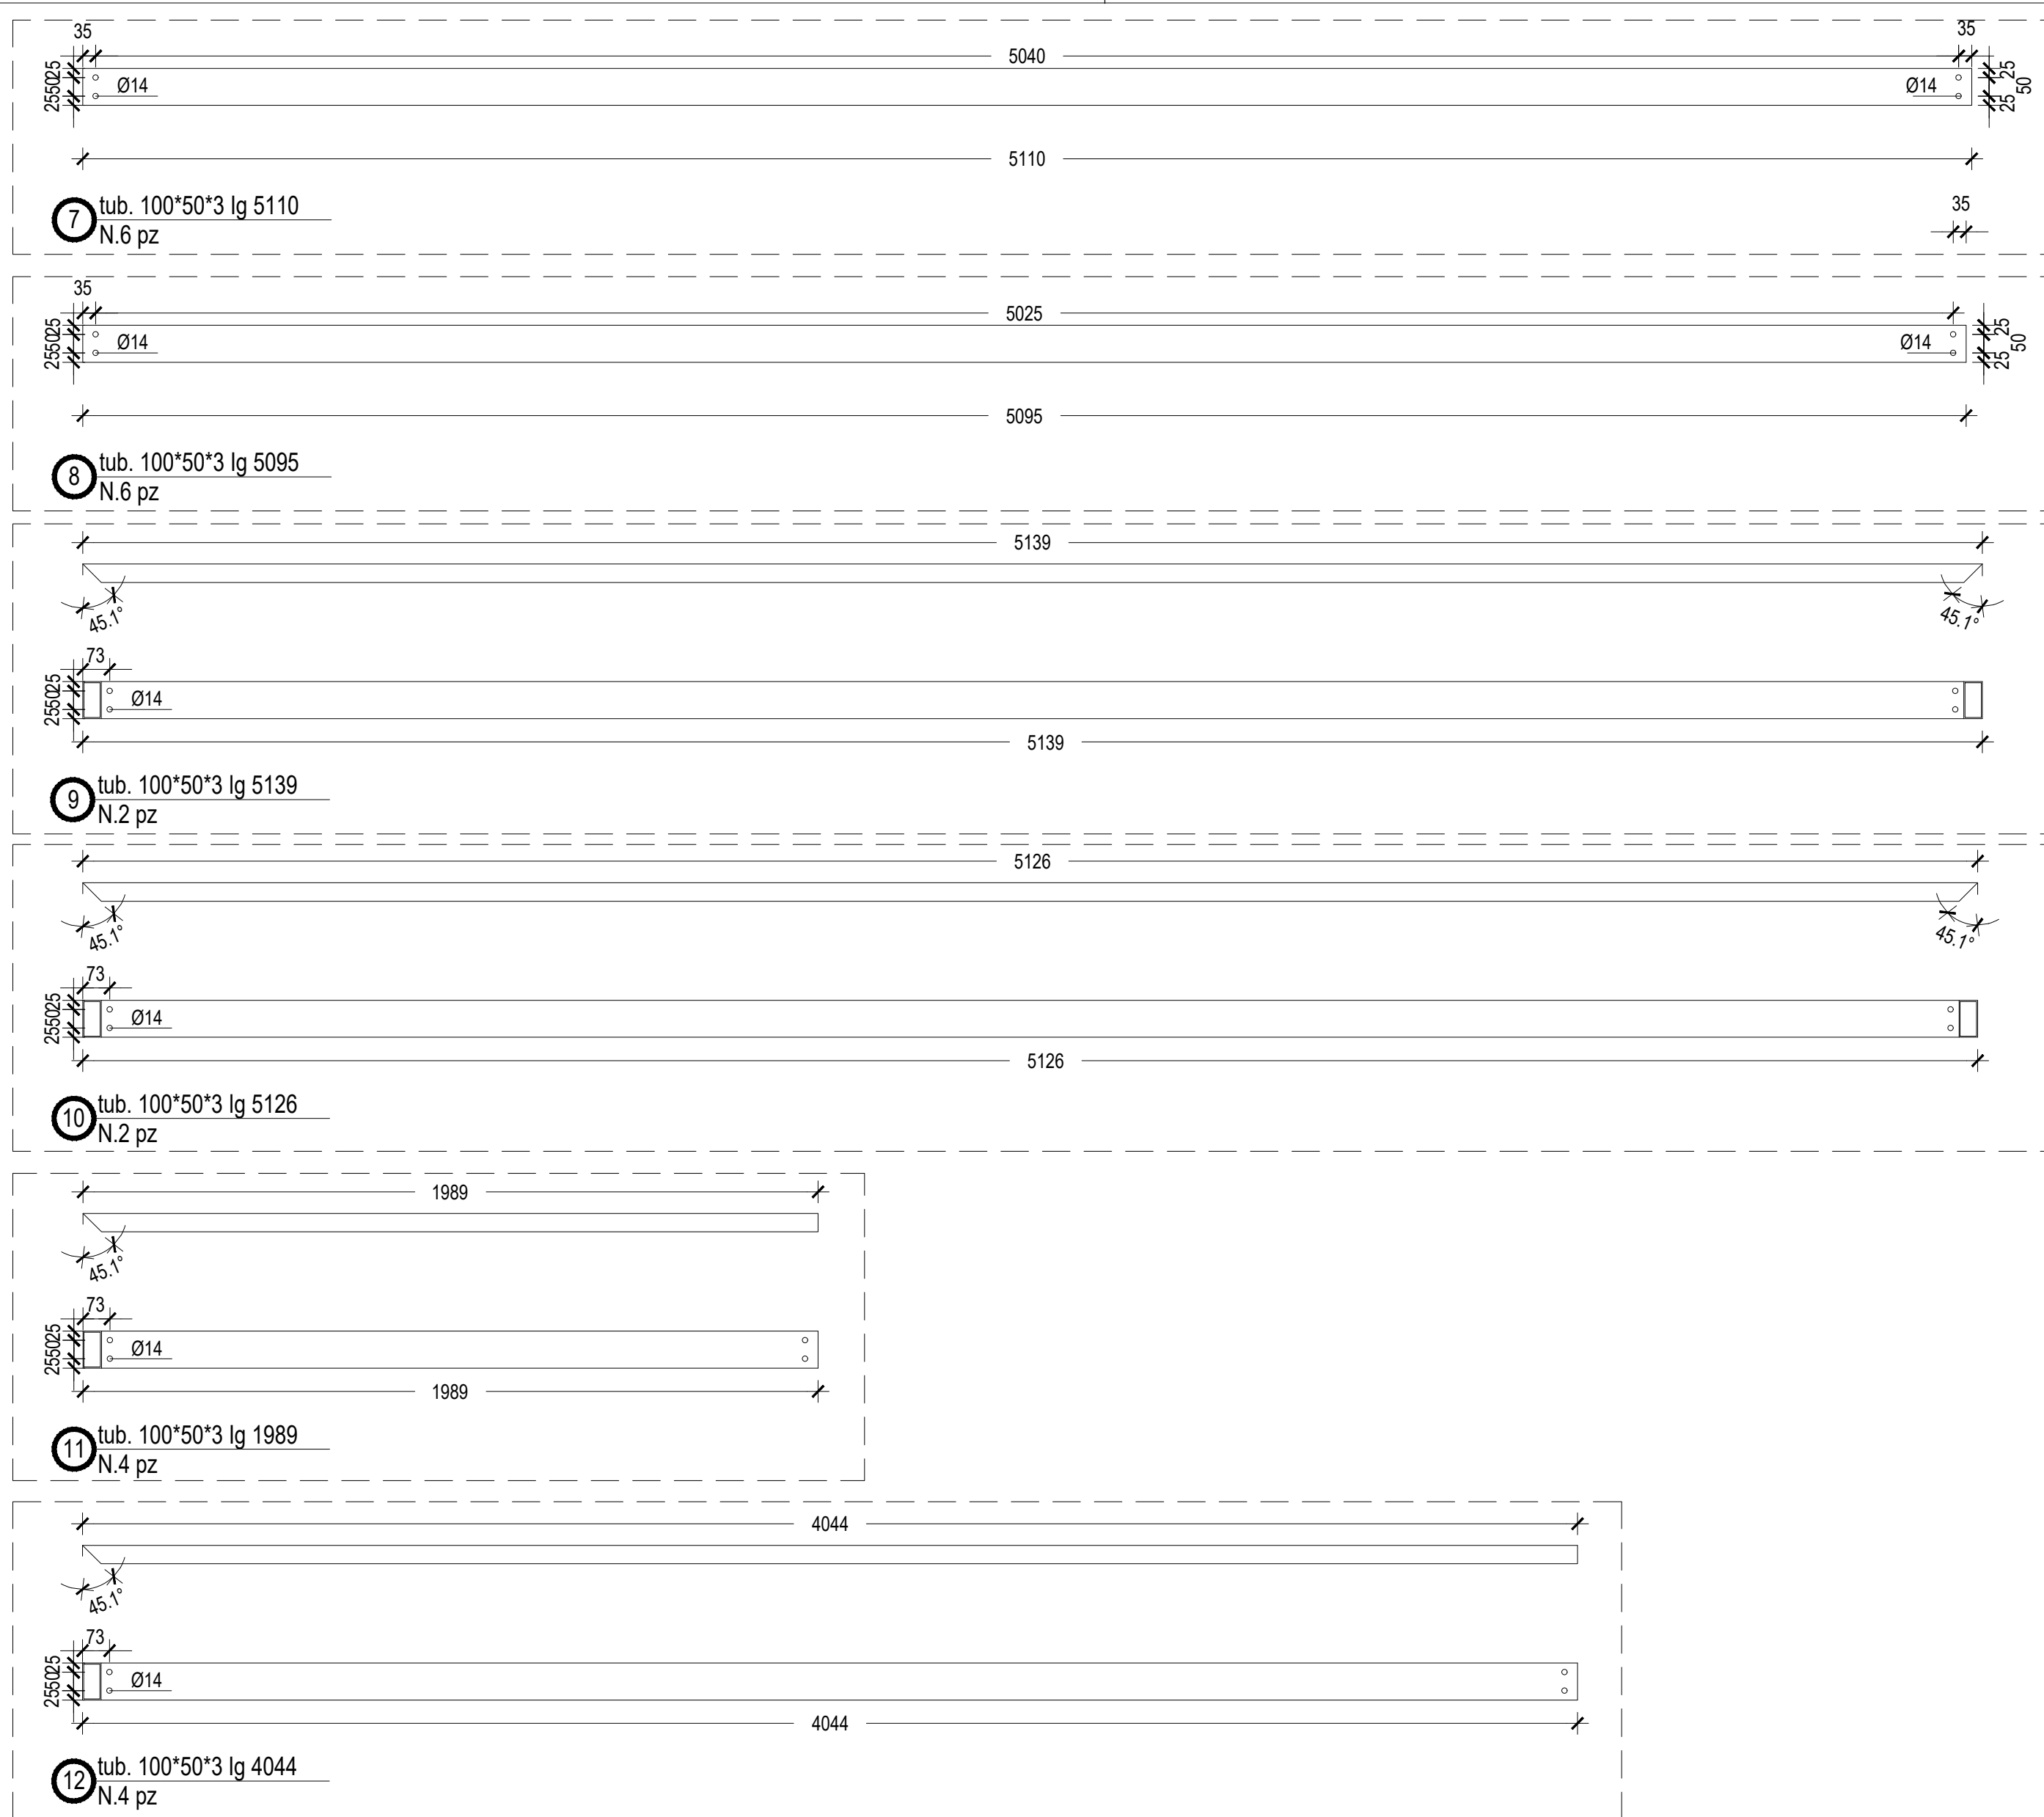 35
5040
35
25
50
25
Ø14
Ø14
25
50
25
5110
7
tub. 100*50*3 lg 5110
N.6 pz
35
35
5025
25
50
25
Ø14
Ø14
25
50
25
5095
8
tub. 100*50*3 lg 5095
N.6 pz
5139
45.1°
45.1°
73
25
50
25
Ø14
5139
9
tub. 100*50*3 lg 5139
N.2 pz
5126
45.1°
45.1°
73
25
50
25
Ø14
5126
10
tub. 100*50*3 lg 5126
N.2 pz
1989
45.1°
73
25
50
25
Ø14
1989
11
tub. 100*50*3 lg 1989
N.4 pz
4044
45.1°
73
25
50
25
Ø14
4044
12
tub. 100*50*3 lg 4044
N.4 pz